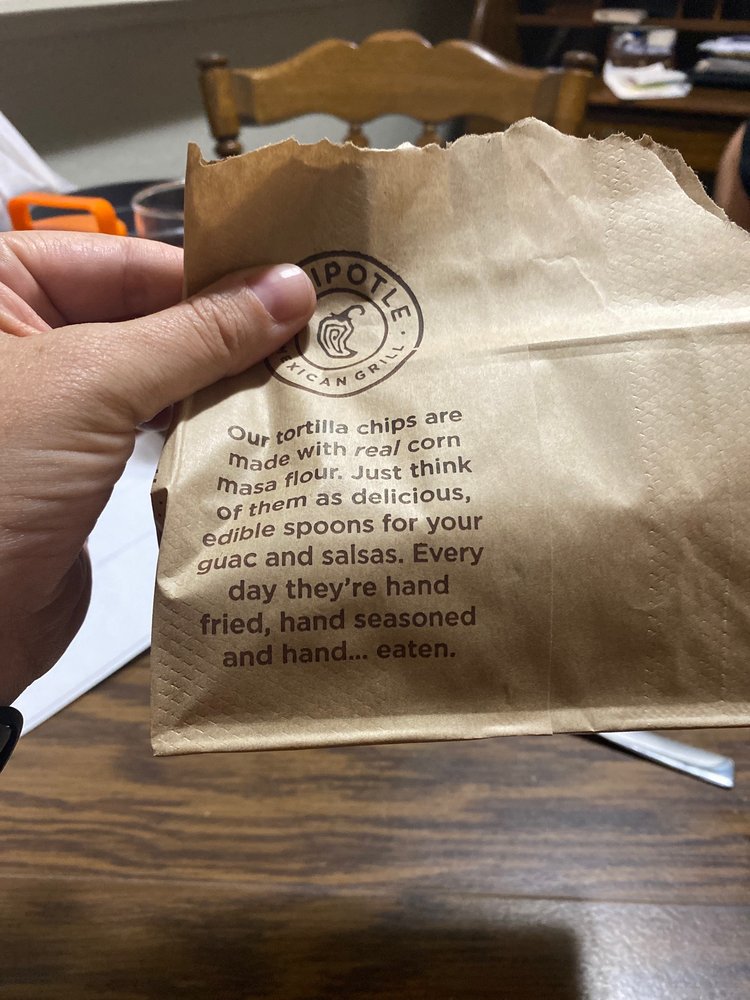 IPOTLE
MEXICAN GRILL
Our tortilla chips are
made with real corn
masa flour. Just think
of them as delicious,
edible spoons for your
guac and salsas. Every
day they're hand
fried, hand seasoned
and hand... eaten.